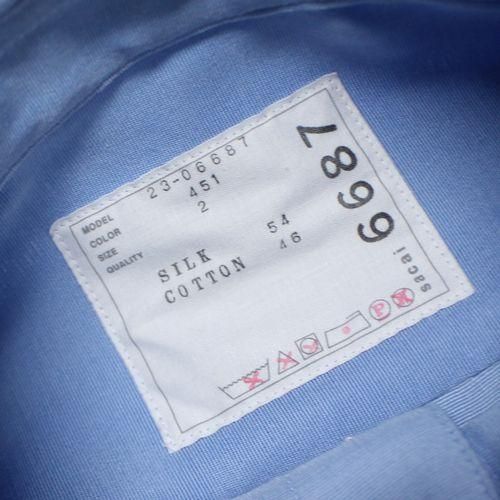 MODEL 23-06687
COLOR 451
SIZE 2
QUALITY
SILK 54
COTTON 46
6687
sacai
P